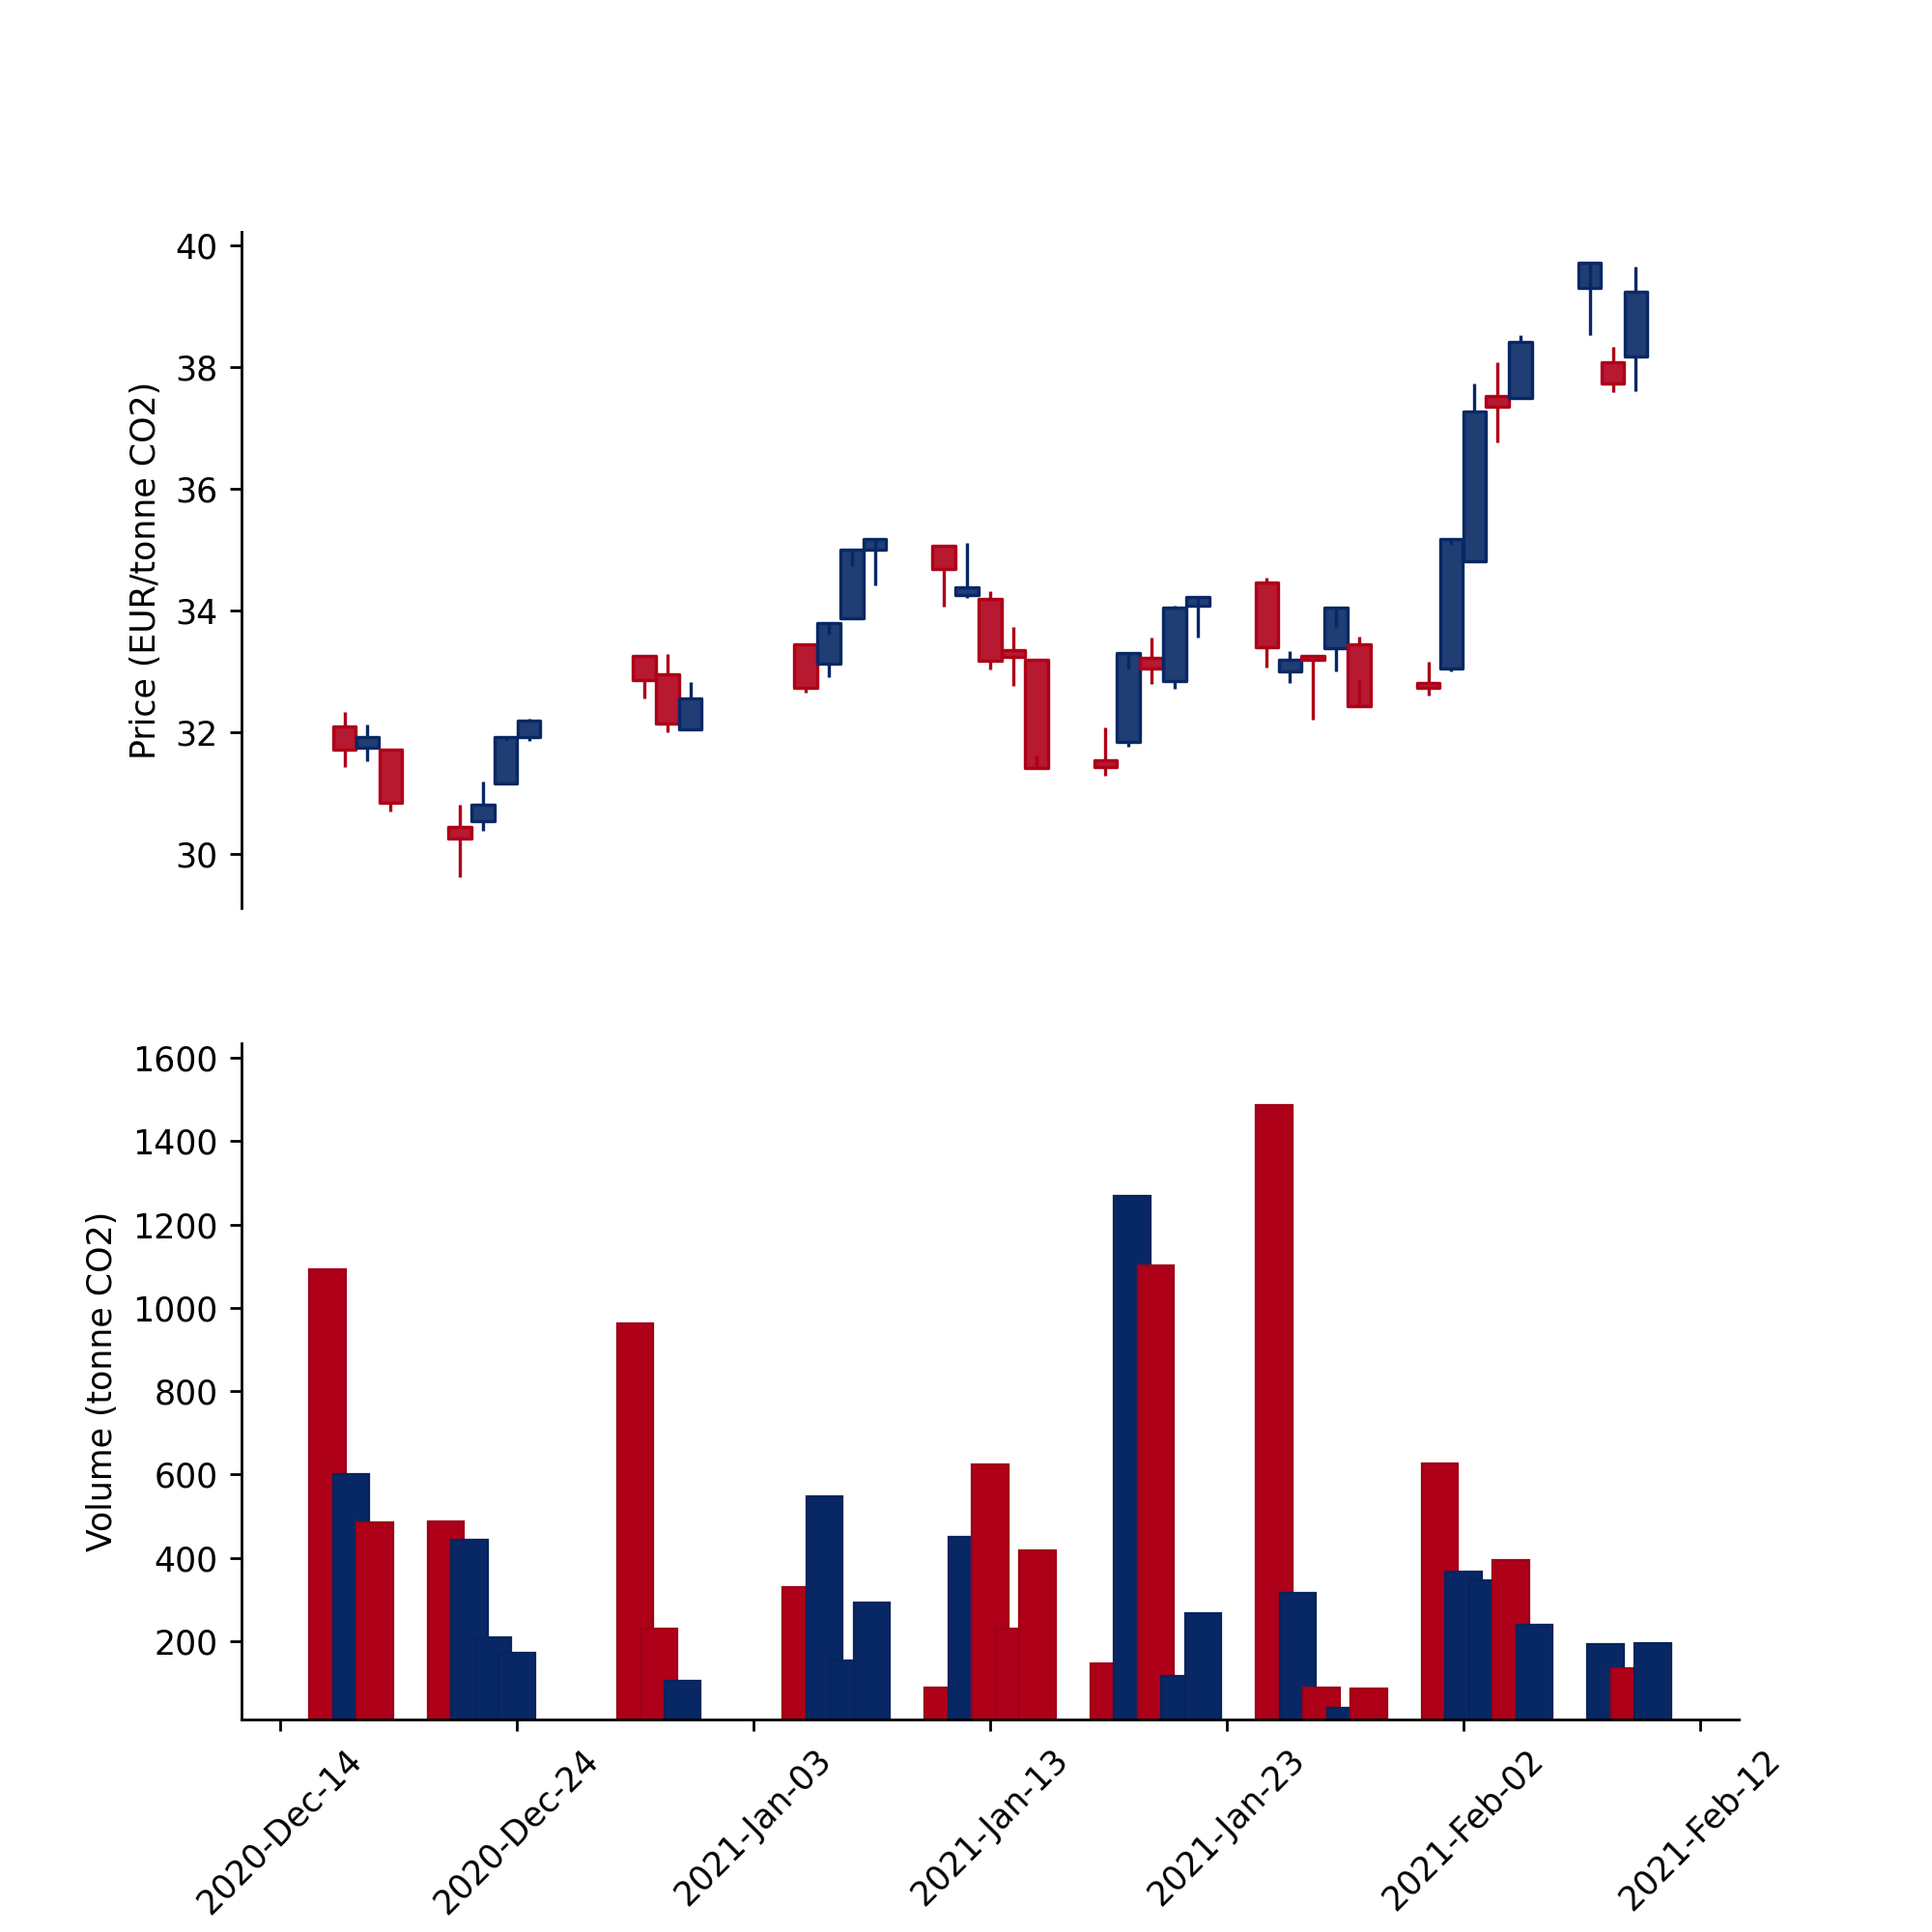 40
38
36
34
32
30
Price (EUR/tonne CO2)
1600
1400
1200
1000
800
600
400
200
Volume (tonne CO2)
2020-Dec-14
2020-Dec-24
2021-Jan-03
2021-Jan-13
2021-Jan-23
2021-Feb-02
2021-Feb-12